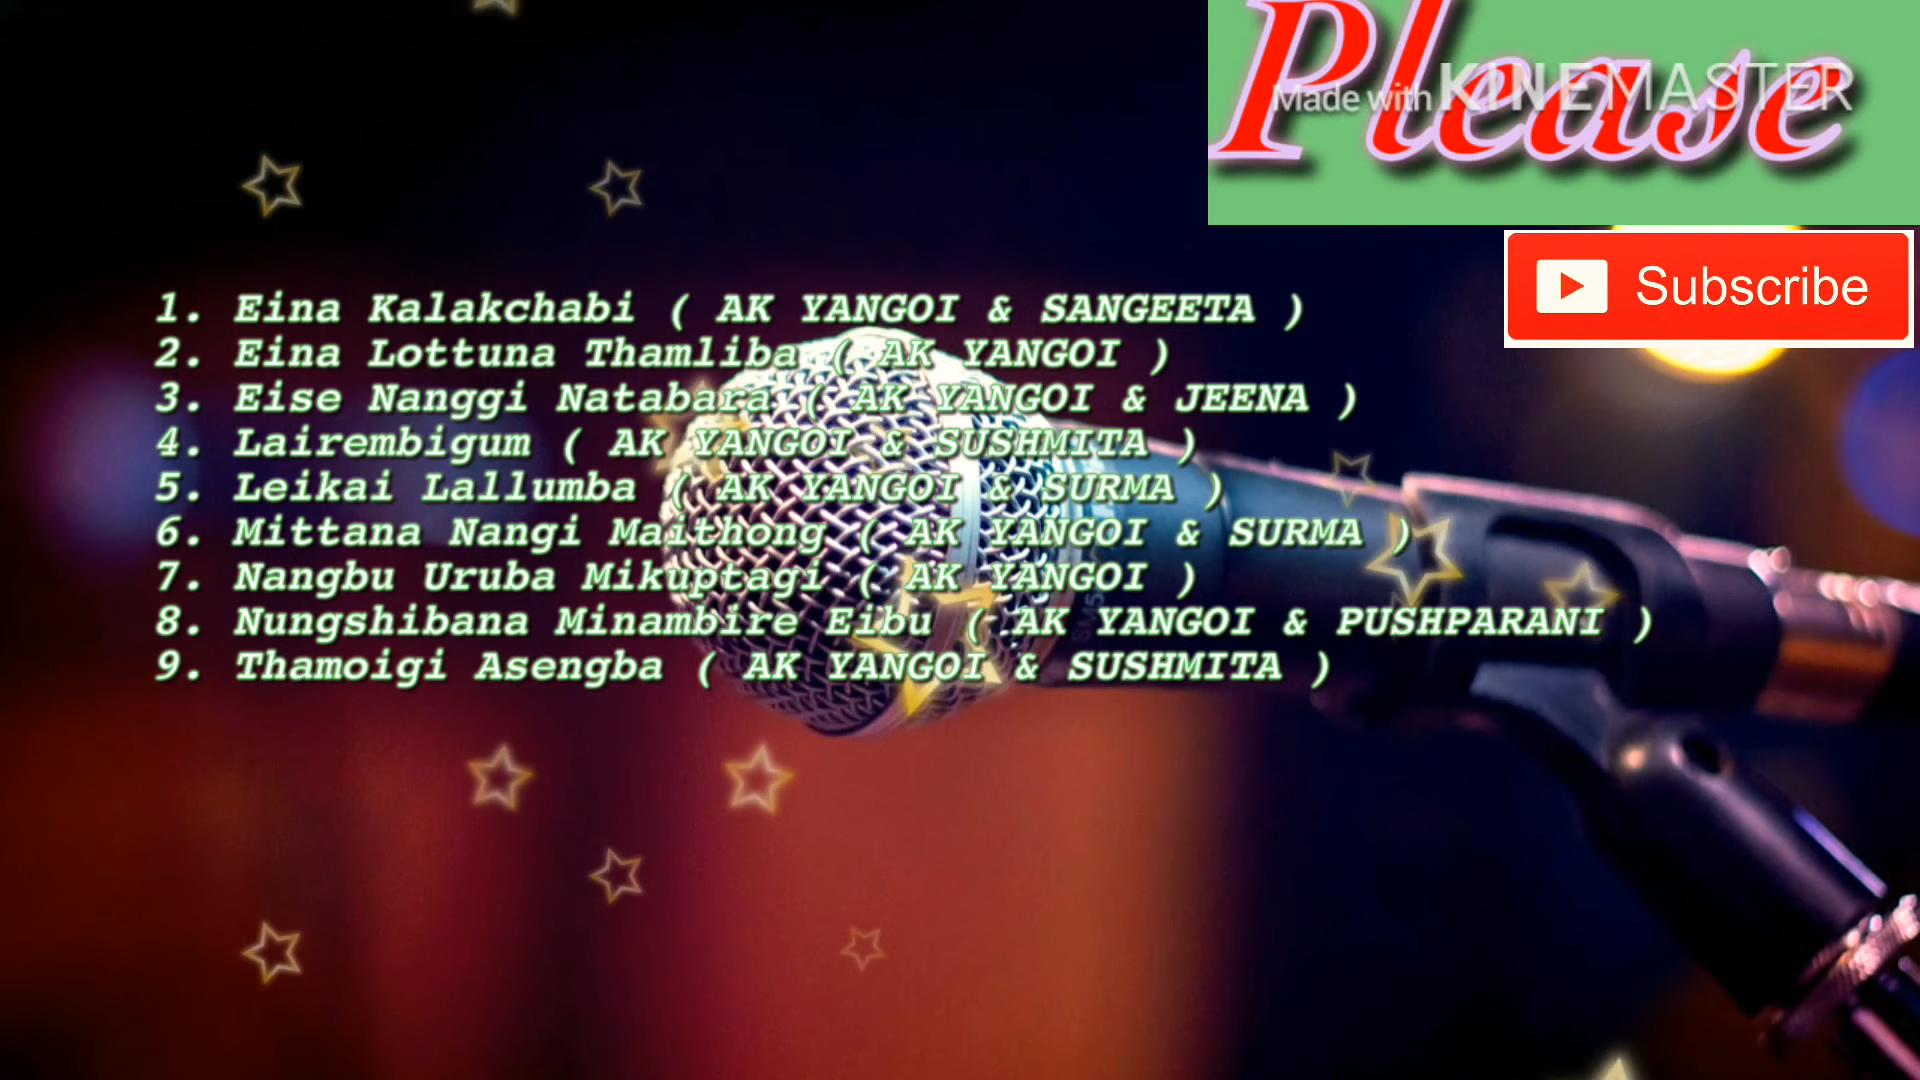 Please
Made with KINEMASTER
Subscribe
1. Eina Kalakchabi ( AK YANGOI & SANGEETA )
2. Eina Lottuna Thamliba ( AK YANGOI )
3. Eise Nanggi Natabara ( AK YANGOI & JEENA )
4. Lairembigum ( AK YANGOI & SUSHMITA )
5. Leikai Lallumba ( AK YANGOI & SURMA )
6. Mittana Nangi Maithong ( AK YANGOI & SURMA )
7. Nangbu Uruba Mikuptagi ( AK YANGOI )
8. Nungshibana Minambire Eibu ( AK YANGOI & PUSHPARANI )
9. Thamoigi Asengba ( AK YANGOI & SUSHMITA )